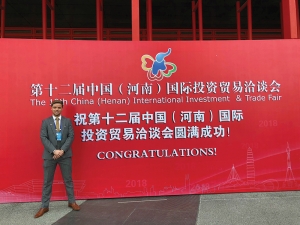 第十二届中国（河南）国际投资贸易洽谈会
The 12th China (Henan) International Investment & Trade Fair
祝第十二届中国（河南）国际
投资贸易洽谈会圆满成功！
CONGRATULATIONS!
2018
2018